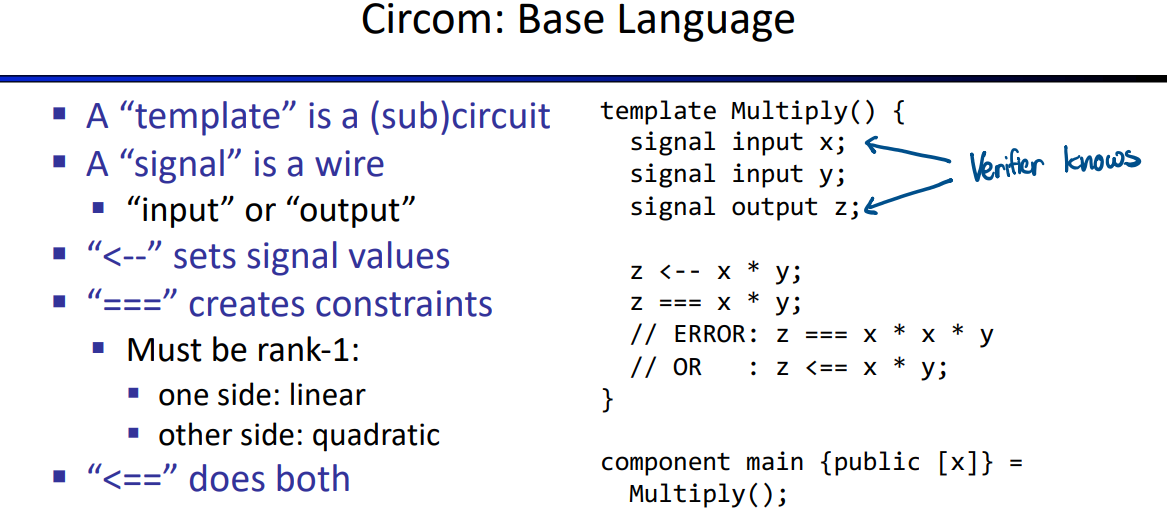 Circom: Base Language
▪ A “template” is a (sub)circuit
▪ A “signal” is a wire
▪ “input” or “output”
▪ “<--” sets signal values
▪ “===” creates constraints
▪ Must be rank-1:
▪ one side: linear
▪ other side: quadratic
▪ “<==” does both
template Multiply() {
signal input x;
signal input y;
signal output z;
Verifier knows
z <-- x * y;
z === x * y;
// ERROR: z === x * x * y
// OR   : z <== x * y;
}
component main {public [x]} =
Multiply();